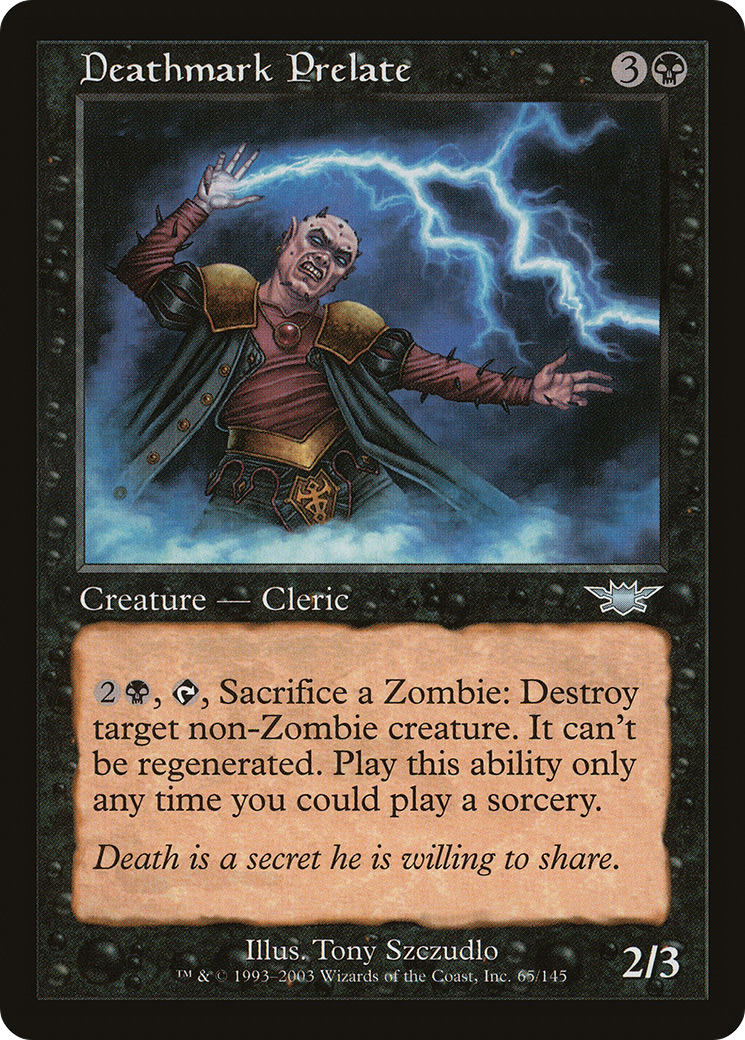 Deathmark Prelate 3
Creature — Cleric
2, , Sacrifice a Zombie: Destroy
target non-Zombie creature. It can't
be regenerated. Play this ability only
any time you could play a sorcery.
Death is a secret he is willing to share.
Illus. Tony Szczudlo
™ & © 1993–2003 Wizards of the Coast, Inc. 65/145
2/3